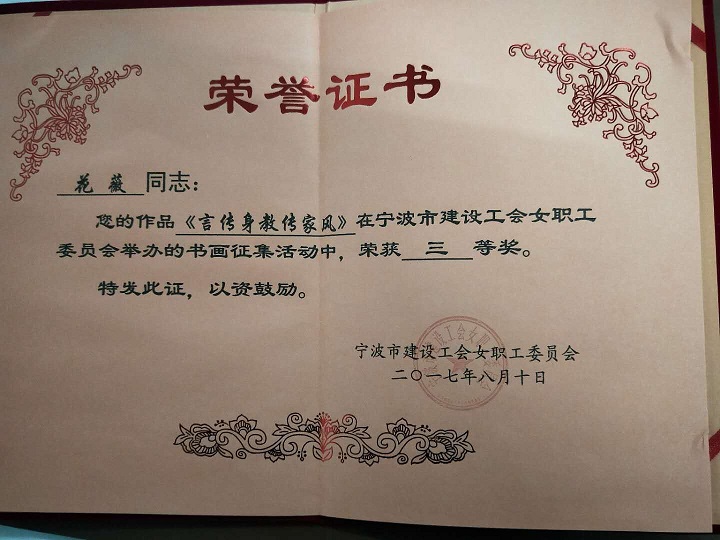 荣誉证书
花薇同志：
您的作品《言传身教传家风》在宁波市建设工会女职工
委员会举办的书画征集活动中，荣获三等奖。
特发此证，以资鼓励。
宁波市建设工会女职工委员会
二〇一七年八月十日